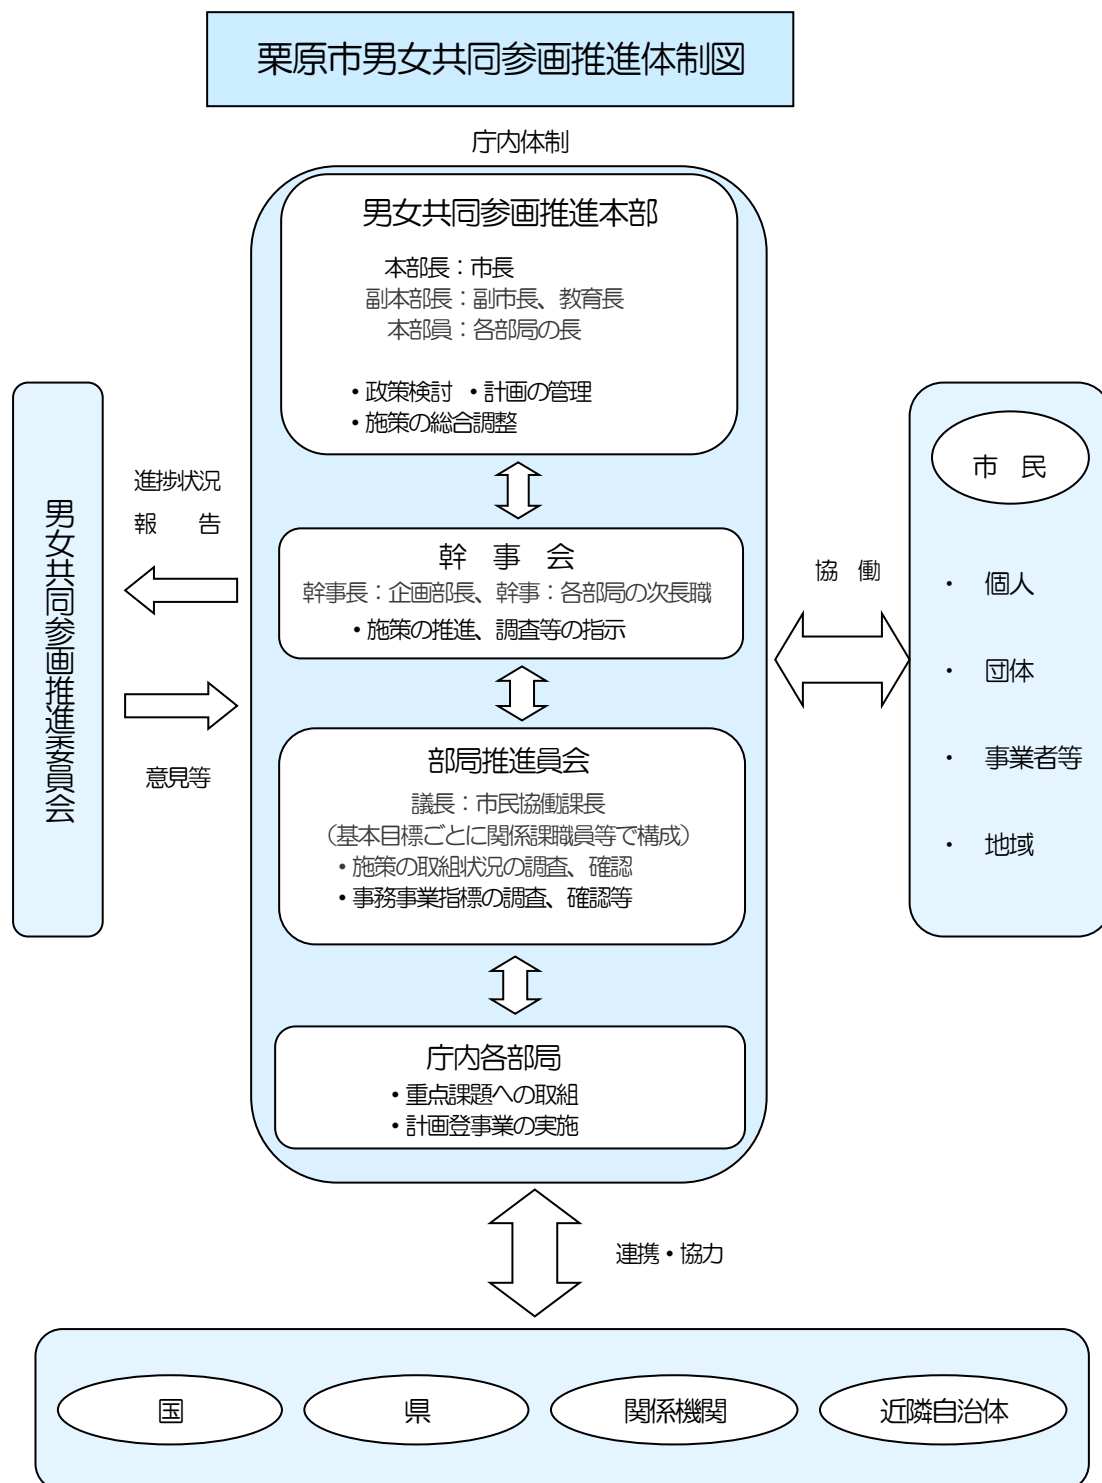 栗原市男女共同参画推進体制図
庁内体制
男女共同参画推進本部
本部長：市長
副本部長：副市長、教育長
本部員：各部局の長
・政策検討 ・計画の管理
・施策の総合調整
男女共同参画推進委員会
進捗状況
報　告
意見等
幹　事　会
幹事長：企画部長、幹事：各部局の次長職
・施策の推進、調査等の指示
部局推進員会
議長：市民協働課長
（基本目標ごとに関係課職員等で構成）
・施策の取組状況の調査、確認
・事務事業指標の調査、確認等
庁内各部局
・重点課題への取組
・計画登事業の実施
協　働
市　民
・　個人
・　団体
・　事業者等
・　地域
連携・協力
国
県
関係機関
近隣自治体